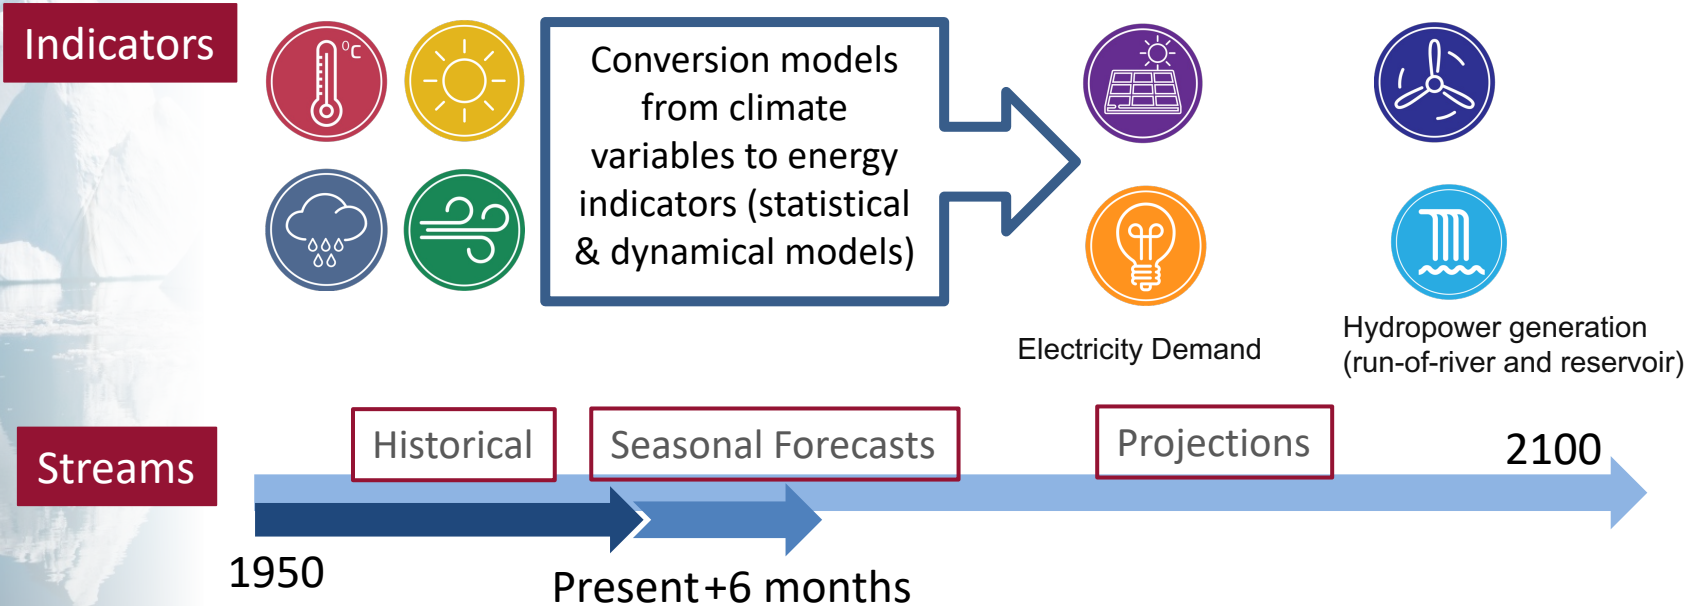 Indicators
°C
Conversion models
from climate
variables to energy
indicators (statistical
& dynamical models)
Electricity Demand
Hydropower generation
(run-of-river and reservoir)
Streams
Historical
Seasonal Forecasts
Projections
2100
1950
Present +6 months